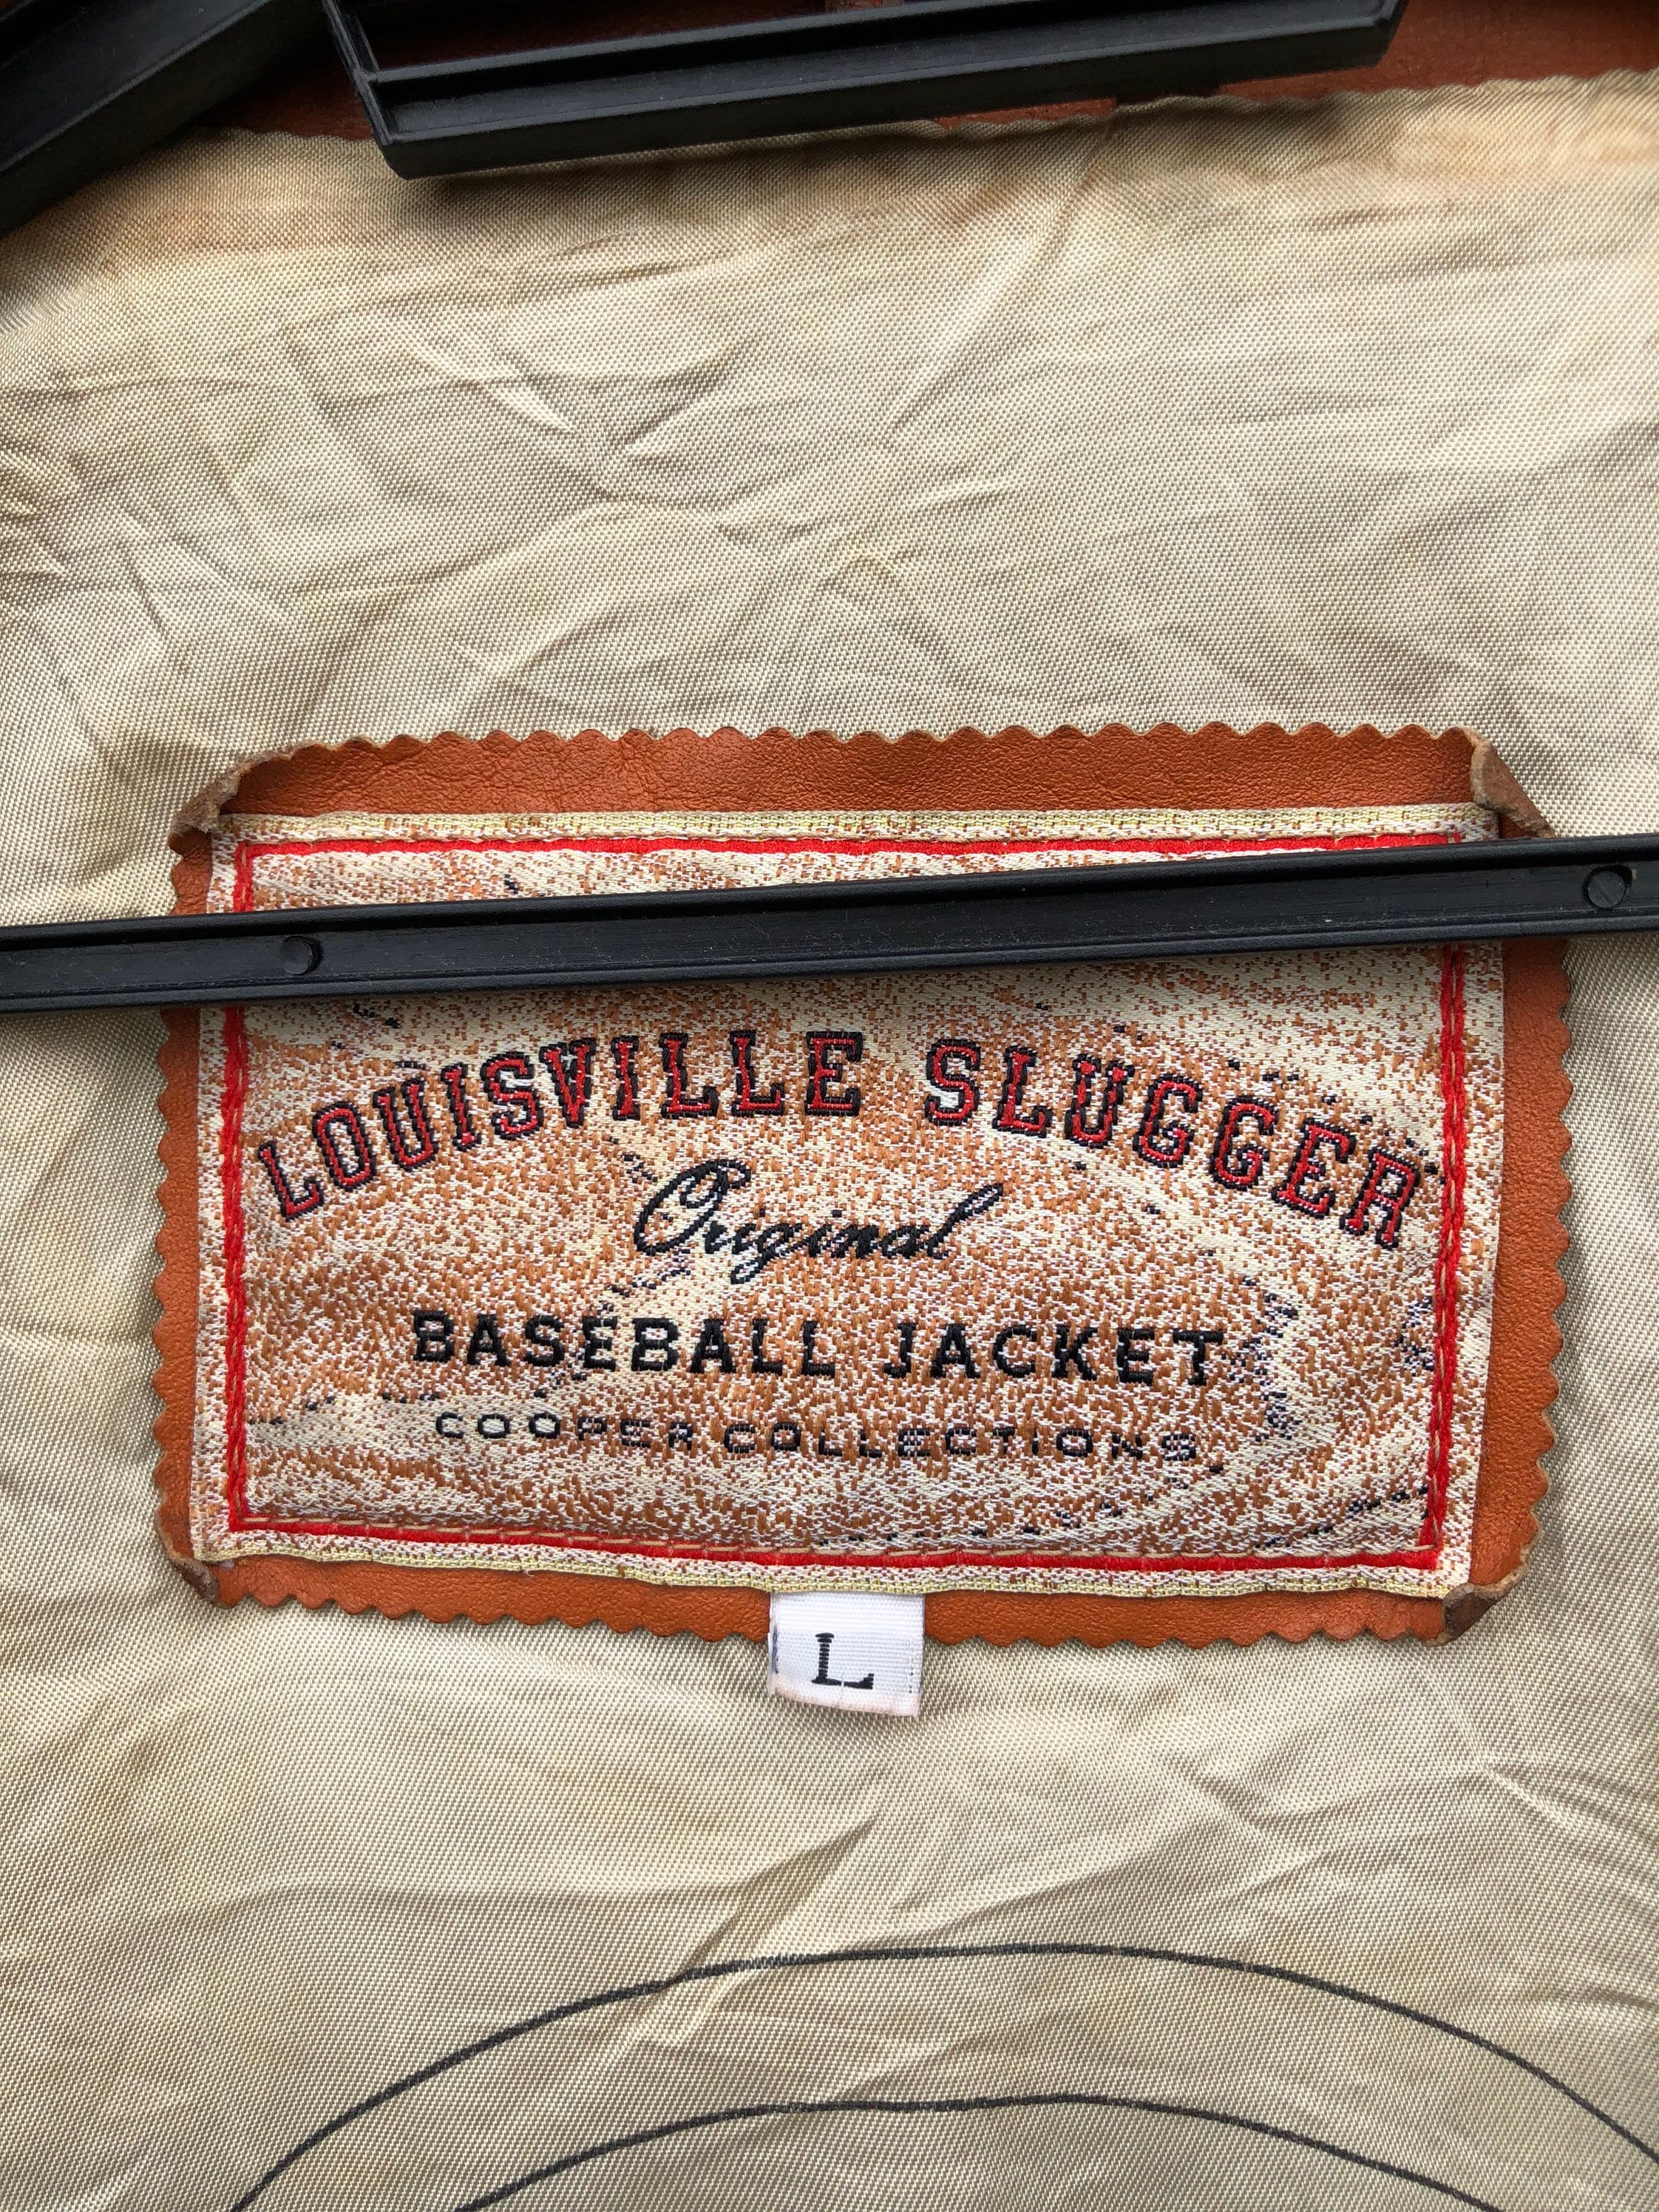 LOUISVILLE SLUGGER
Original
BASEBALL JACKET
COOPER COLLECTIONS
L